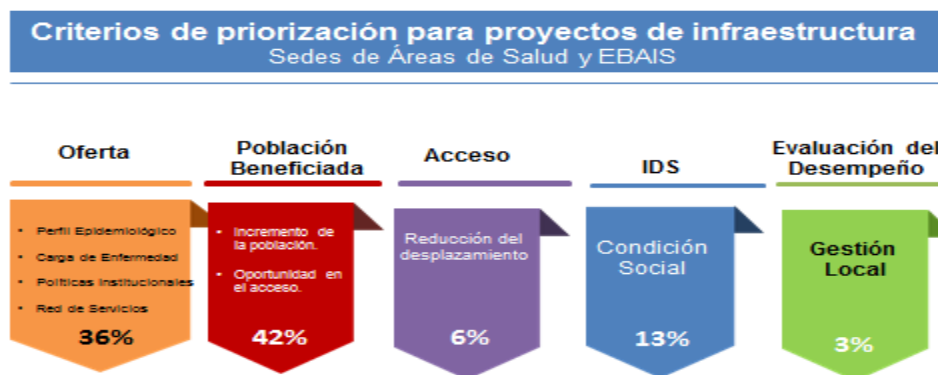 Criterios de priorización para proyectos de infraestructura
Sedes de Áreas de Salud y EBAIS
Oferta
• Perfil Epidemiológico
• Carga de Enfermedad
• Políticas Institucionales
• Red de Servicios
36%
Población
Beneficiada
• Incremento de
la población.
• Oportunidad en
el acceso.
42%
Acceso
Reducción del
desplazamiento
6%
IDS
Condición
Social
13%
Evaluación del
Desempeño
Gestión
Local
3%